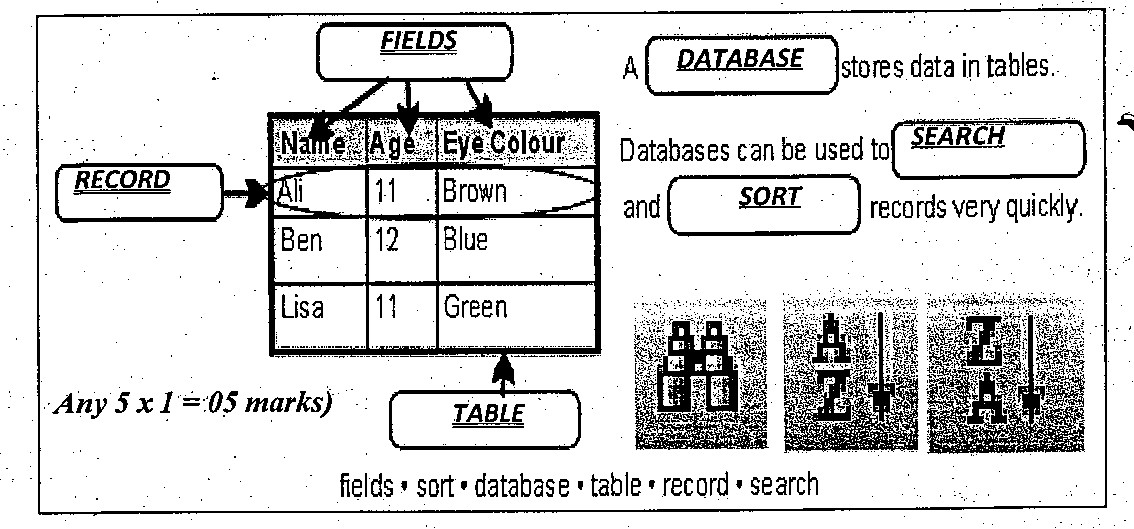 FIELDS
A DATABASE stores data in tables.
Name Age Eye Colour
Databases can be used to SEARCH
RECORD
Ali 11 Brown
and SORT records very quickly.
Ben 12 Blue
Lisa 11 Green
A
Z
Z
A
Any 5 x 1 = 05 marks)
TABLE
fields • sort • database • table • record • search